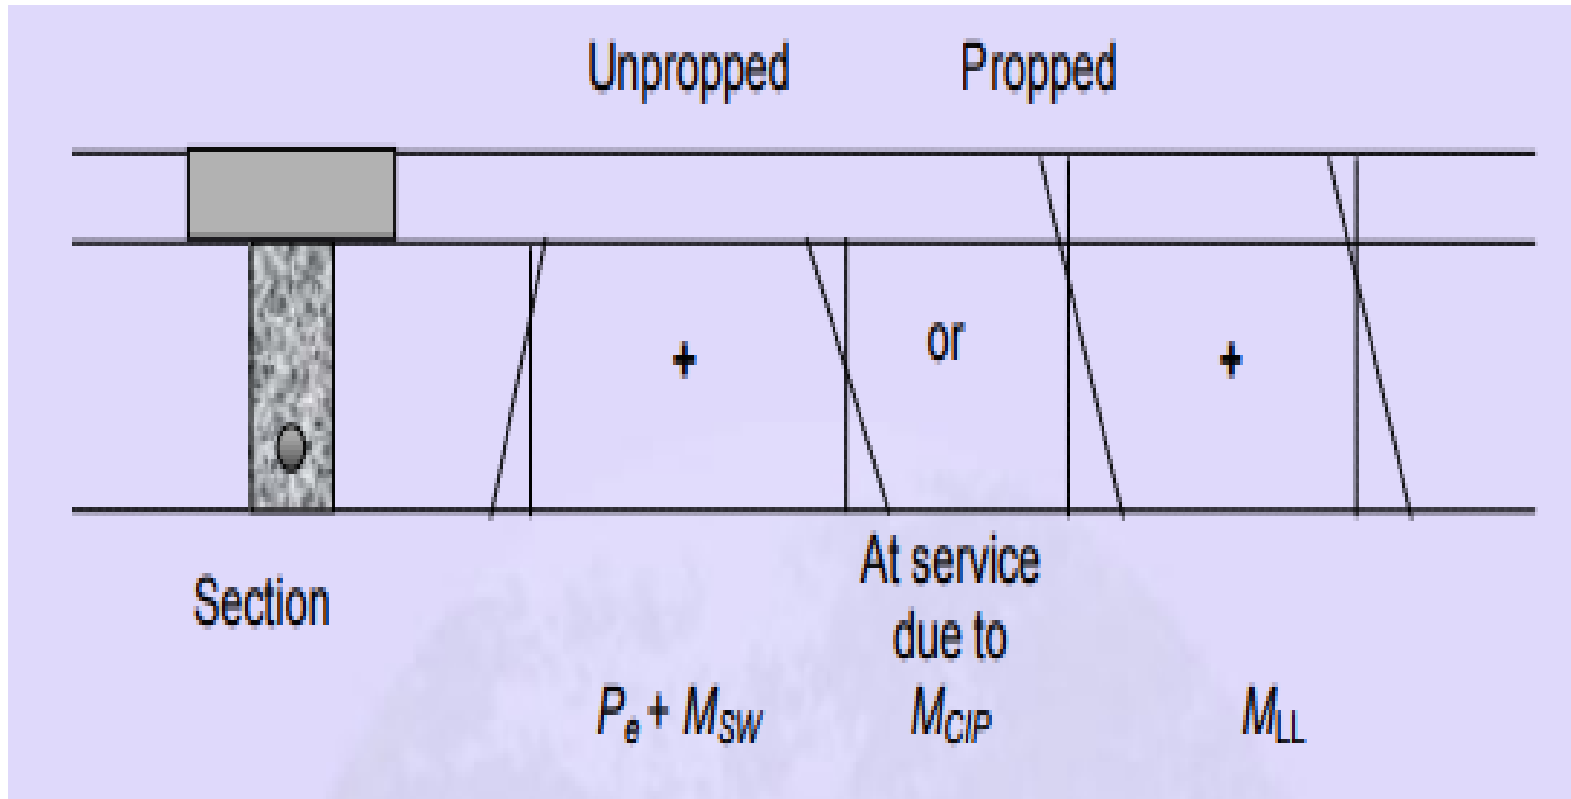 Unpropped Propped
+ or +
Section
At service
due to
Pe + MSW MCIP MLL